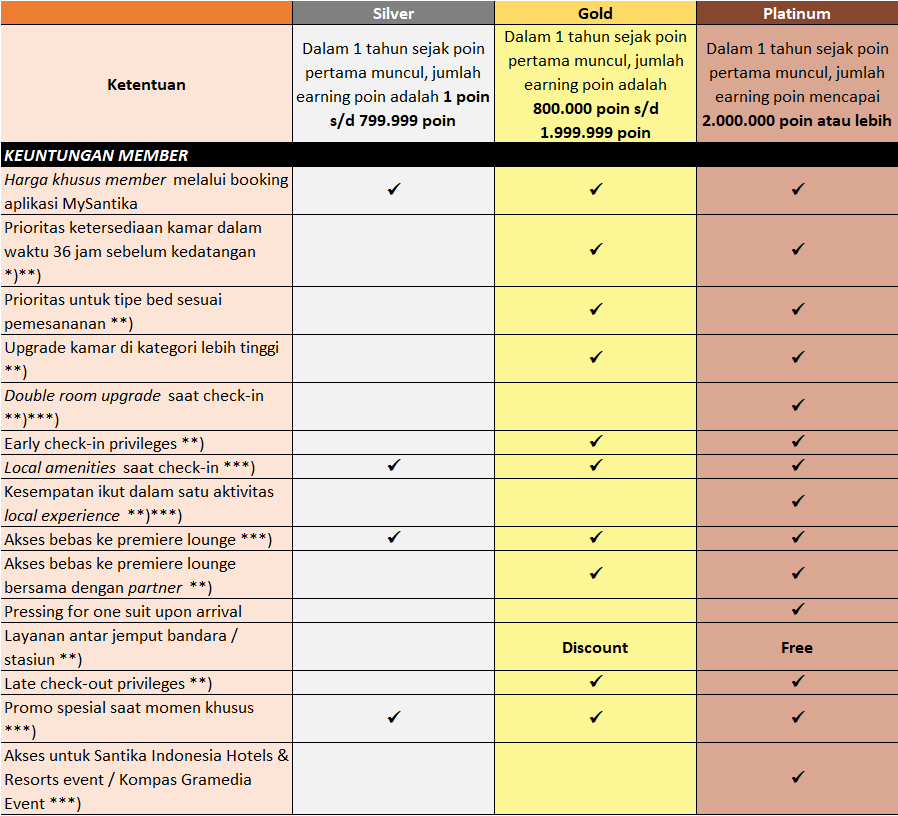 Silver Gold Platinum
Ketentuan
Dalam 1 tahun sejak poin
pertama muncul, jumlah
earning poin adalah 1 poin
s/d 799.999 poin
Dalam 1 tahun sejak poin
pertama muncul, jumlah
earning poin adalah
800.000 poin s/d
1.999.999 poin
Dalam 1 tahun sejak poin
pertama muncul, jumlah
earning poin mencapai
2.000.000 poin atau lebih
KEUNTUNGAN MEMBER
Harga khusus member melalui booking
aplikasi MySantika
✓ ✓ ✓
Prioritas ketersediaan kamar dalam
waktu 36 jam sebelum kedatangan
*)**)
✓ ✓
Prioritas untuk tipe bed sesuai
pemesananan **)
✓ ✓
Upgrade kamar di kategori lebih tinggi
**)
✓ ✓
Double room upgrade saat check-in
**)***)
✓
Early check-in privileges **) ✓ ✓
Local amenities saat check-in ***) ✓ ✓ ✓
Kesempatan ikut dalam satu aktivitas
local experience **)***)
✓
Akses bebas ke premiere lounge ***) ✓ ✓ ✓
Akses bebas ke premiere lounge
bersama dengan partner **)
✓ ✓
Pressing for one suit upon arrival ✓
Layanan antar jemput bandara /
stasiun **)
Discount Free
Late check-out privileges **) ✓ ✓
Promo spesial saat momen khusus
***)
✓ ✓ ✓
Akses untuk Santika Indonesia Hotels &
Resorts event / Kompas Gramedia
Event ***)
✓